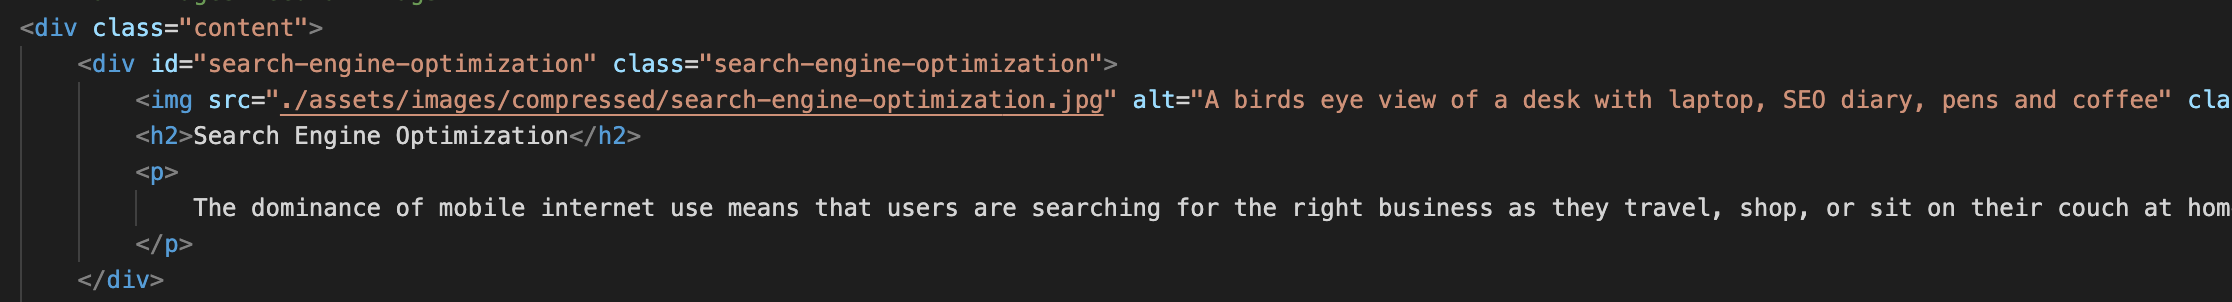 <div class="content">
<div id="search-engine-optimization" class="search-engine-optimization">
<img src="./assets/images/compressed/search-engine-optimization.jpg" alt="A birds eye view of a desk with laptop, SEO diary, pens and coffee" cla
<h2>Search Engine Optimization</h2>
<p>
The dominance of mobile internet use means that users are searching for the right business as they travel, shop, or sit on their couch at hom
</p>
</div>